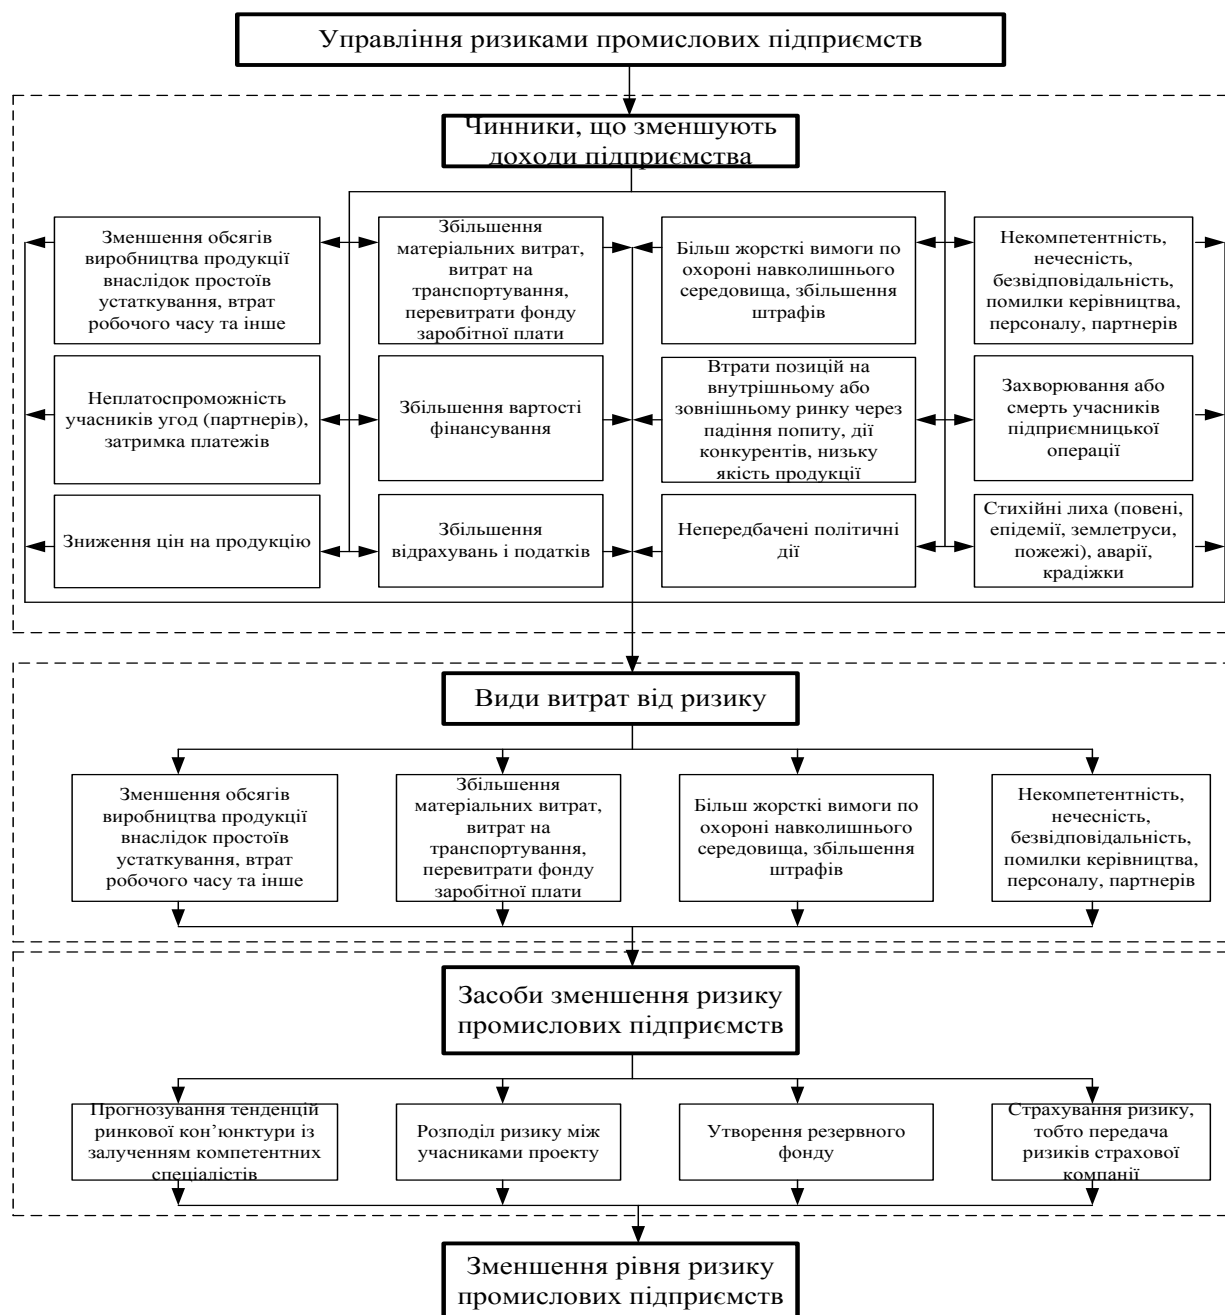 Управління ризиками промислових підприємств
Чинники, що зменшують
доходи підприємства
Зменшення обсягів
виробництва продукції
внаслідок простоїв
устаткування, втрат
робочого часу та інше
Збільшення
матеріальних витрат,
витрат на
транспортування,
перевитрати фонду
заробітної плати
Більш жорсткі вимоги по
охороні навколишнього
середовища, збільшення
штрафів
Некомпетентність,
нечесність,
безвідповідальність,
помилки керівництва,
персоналу, партнерів
Неплатоспроможність
учасників угод (партнерів),
затримка платежів
Збільшення вартості
фінансування
Втрати позицій на
внутрішньому або
зовнішньому ринку через
падіння попиту, дії
конкурентів, низьку
якість продукції
Захворювання або
смерть учасників
підприємницької
операції
Зниження цін на продукцію
Збільшення
відрахувань і податків
Непередбачені політичні
дії
Стихійні лиха (повені,
епідемії, землетруси,
пожежі), аварії,
крадіжки
Види витрат від ризику
Зменшення обсягів
виробництва продукції
внаслідок простоїв
устаткування, втрат
робочого часу та інше
Збільшення
матеріальних витрат,
витрат на
транспортування,
перевитрати фонду
заробітної плати
Більш жорсткі вимоги по
охороні навколишнього
середовища, збільшення
штрафів
Некомпетентність,
нечесність,
безвідповідальність,
помилки керівництва,
персоналу, партнерів
Засоби зменшення ризику
промислових підприємств
Прогнозування тенденцій
ринкової кон’юнктури із
залученням компетентних
спеціалістів
Розподіл ризику між
учасниками проекту
Утворення резервного
фонду
Страхування ризику,
тобто передача
ризиків страхової
компанії
Зменшення рівня ризику
промислових підприємств